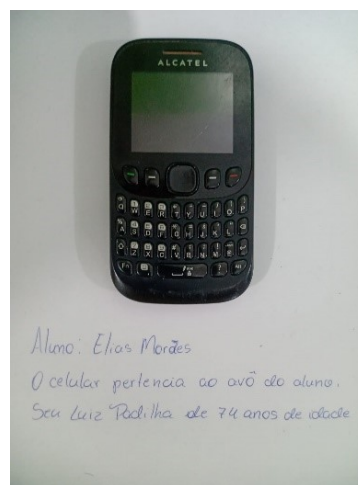 ALCATEL
Aluno: Elias Morães
O celular pertencia ao avô do aluno.
Seu Luiz Padilha de 74 anos de idade